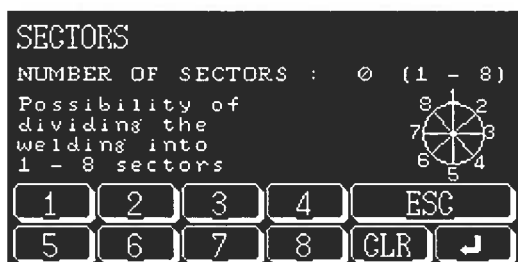 SECTORS
NUMBER OF SECTORS : 0 (1 - 8)
Possibility of
dividing the
welding into
1 - 8 sectors
1
8 2
7 3
6 4
5
1 2 3 4 ESC
5 6 7 8 CLR ↵